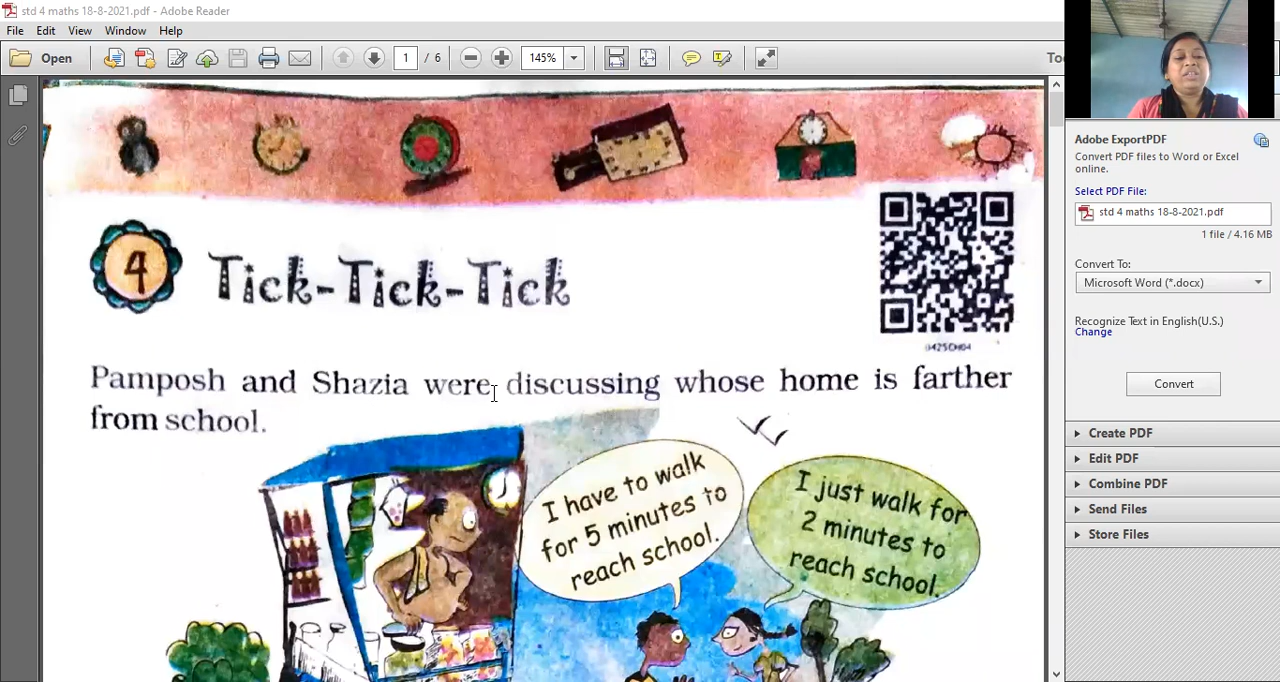 std 4 maths 18-8-2021.pdf - Adobe Reader
File Edit View Window Help
Open 1 / 6 145% To
4 Tick-Tick-Tick
0425CH04
Pamposh and Shazia were discussing whose home is farther
from school.
I have to walk
for 5 minutes to
reach school.
I just walk for
2 minutes to
reach school.
Adobe ExportPDF
Convert PDF files to Word or Excel
online.
Select PDF File:
std 4 maths 18-8-2021.pdf
1 file / 4.16 MB
Convert To:
Microsoft Word (*.docx)
Recognize Text in English(U.S.)
Change
Convert
Create PDF
Edit PDF
Combine PDF
Send Files
Store Files